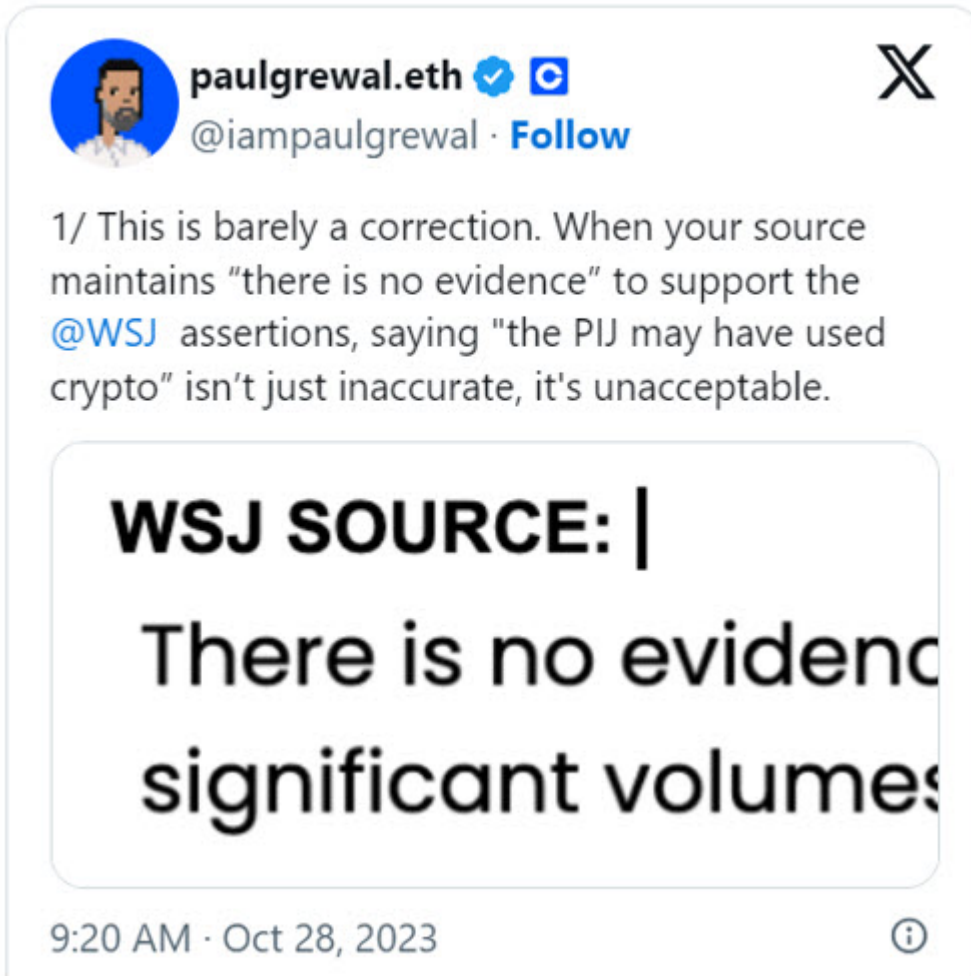 paulgrewal.eth
@iampaulgrewal · Follow
1/ This is barely a correction. When your source
maintains “there is no evidence” to support the
@WSJ assertions, saying "the PIJ may have used
crypto” isn’t just inaccurate, it's unacceptable.
WSJ SOURCE: |
There is no evidenc
significant volumes
9:20 AM · Oct 28, 2023